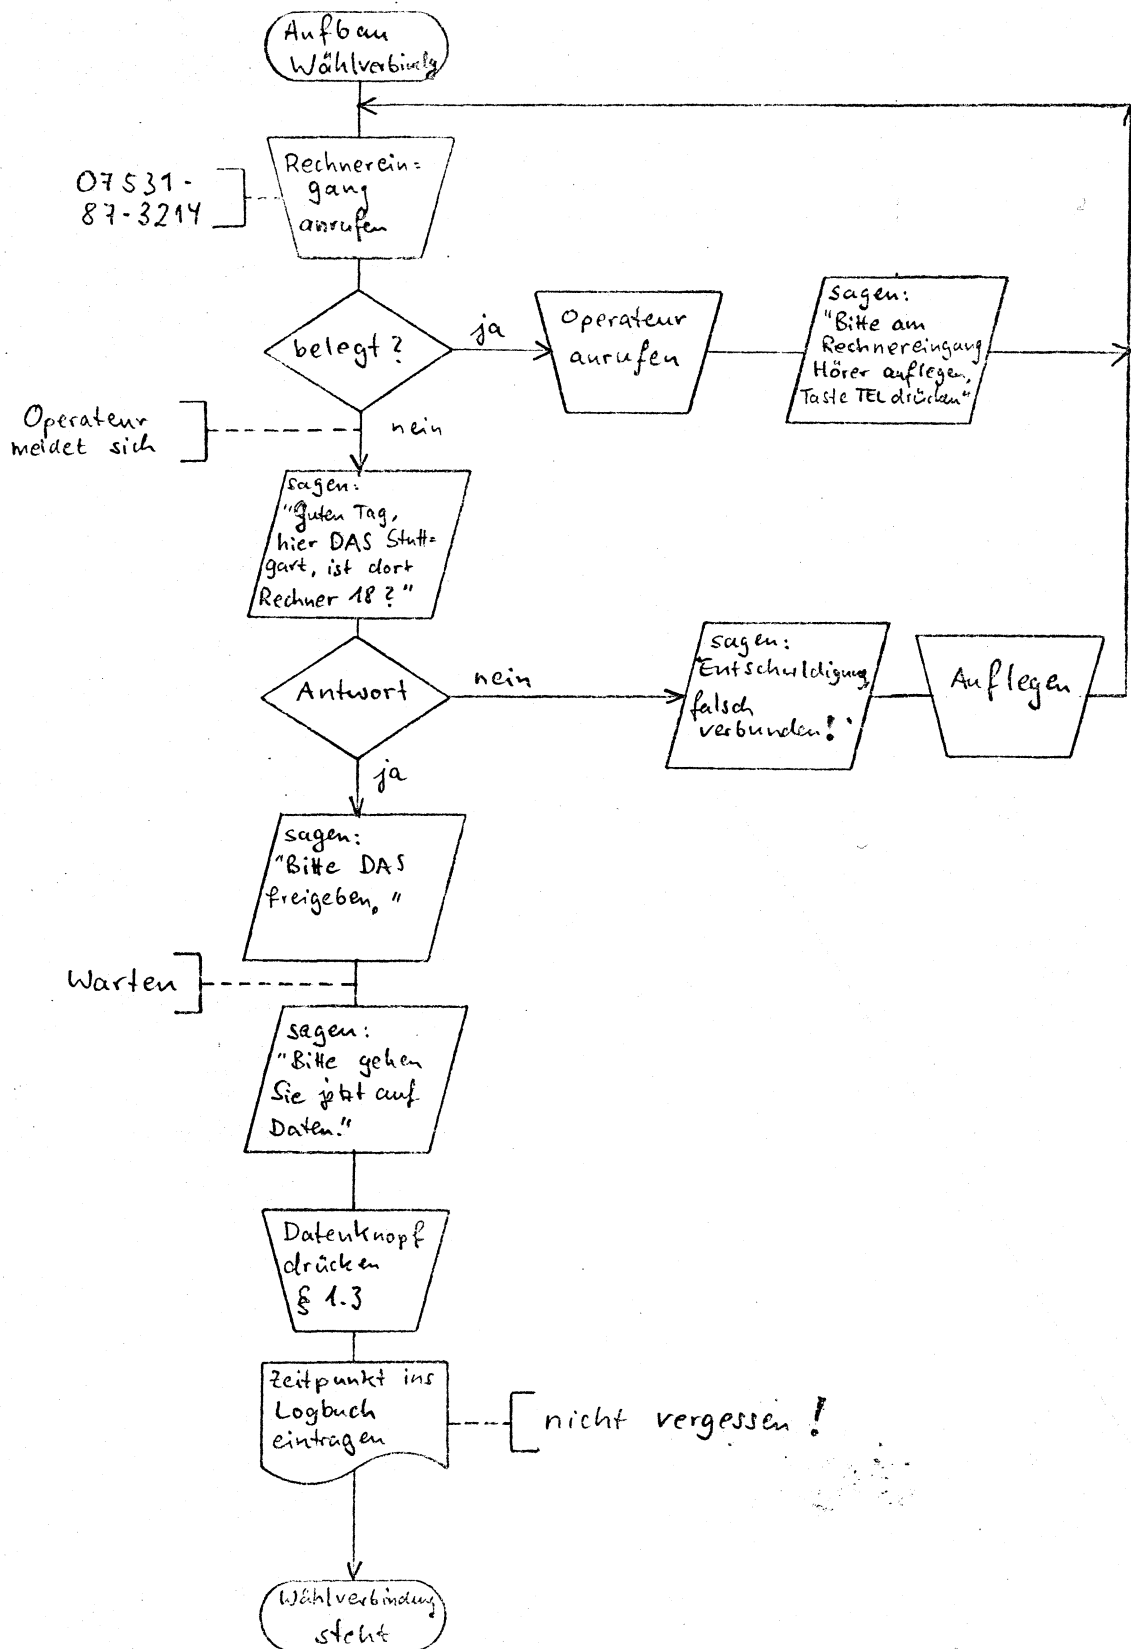 Aufbau
Wählverbindg
Rechnerein=
gang
anrufen
07531-
87-3214
belegt?
ja
Operateur
anrufen
sagen:
"Bitte am
Rechnereingang
Hörer auflegen,
Taste TEL drücken"
Operateur
meldet sich
nein
sagen:
"Guten Tag,
hier DAS Stutt=
gart, ist dort
Rechner 18?"
Antwort
nein
sagen:
"Entschuldigung,
falsch
verbunden!"
Auflegen
ja
sagen:
"Bitte DAS
freigeben."
Warten
sagen:
"Bitte gehen
Sie jetzt auf
Daten."
Datenknopf
drücken
§ 1.3
Zeitpunkt ins
Logbuch
eintragen
nicht vergessen!
Wählverbindung
steht